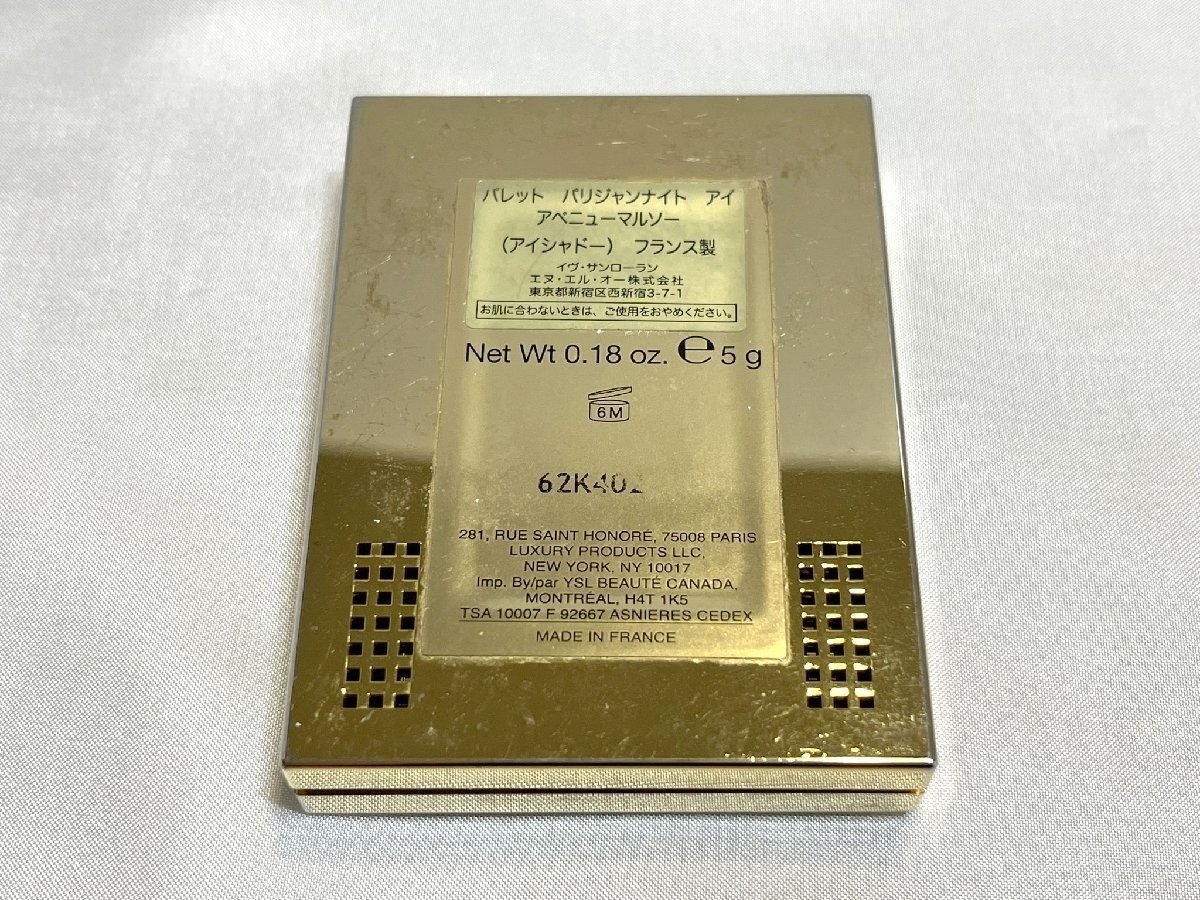 パレット パリジャンナイト アイ
アベニューマルソー
(アイシャドー) フランス製
イヴ・サンローラン
エヌ・エル・オー株式会社
東京都新宿区西新宿3-7-1
お肌に合わないときは、ご使用をおやめください。
Net Wt 0.18 oz. ℮ 5 g
6M
281, RUE SAINT HONORÉ, 75008 PARIS
LUXURY PRODUCTS LLC,
NEW YORK, NY 10017
Imp. By/par YSL BEAUTÉ CANADA,
MONTRÉAL, H4T 1K5
TSA 10007 F 92667 ASNIERES CEDEX
MADE IN FRANCE